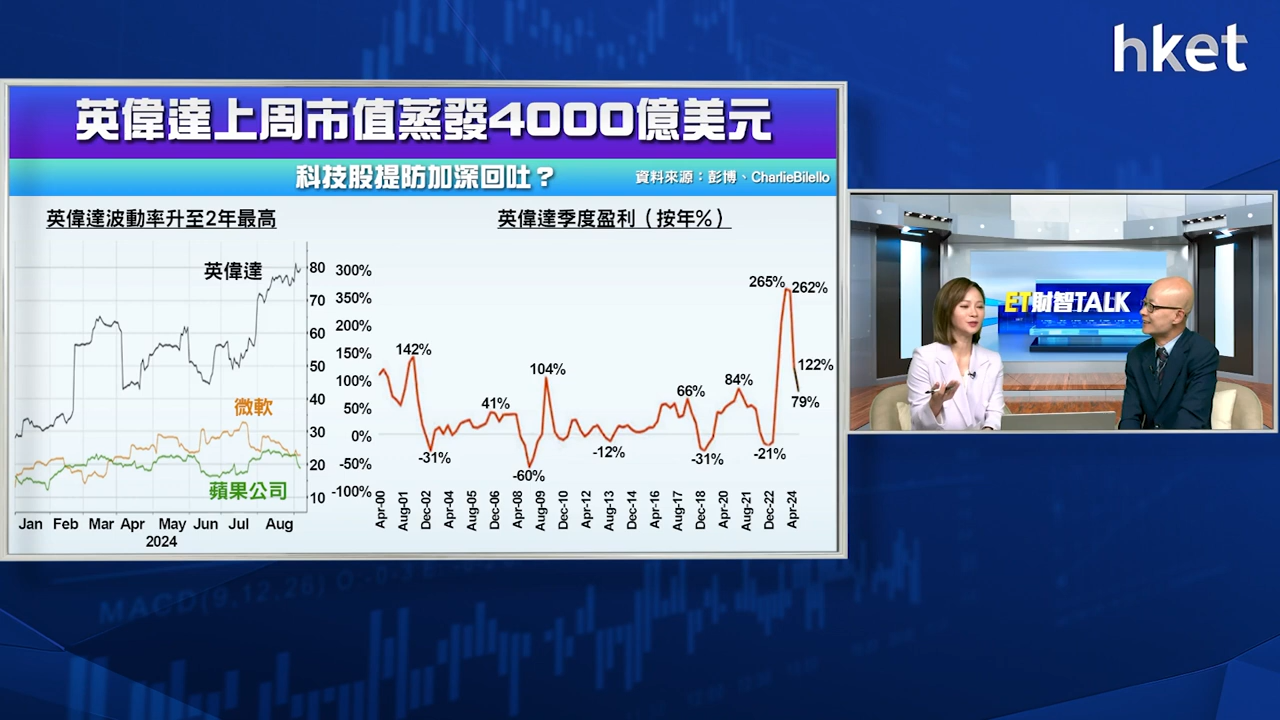 hket
英偉達上周市值蒸發4000億美元
科技股提防加深回吐？
資料來源：彭博、CharlieBilello
英偉達波動率升至2年最高
英偉達
微軟
蘋果公司
80
70
60
50
40
30
20
10
Jan Feb Mar Apr May Jun Jul Aug
2024
英偉達季度盈利（按年%）
300%
350%
200%
150%
100%
50%
0%
-50%
-100%
142%
-31%
41%
-60%
104%
-12%
66%
-31%
84%
-21%
265%
262%
122%
79%
Apr-00
Aug-01
Dec-02
Apr-04
Aug-05
Dec-06
Apr-08
Aug-09
Dec-10
Apr-12
Aug-13
Dec-14
Apr-16
Aug-17
Dec-18
Apr-20
Aug-21
Dec-22
Apr-24
ET財智TALK
MACD(9,12,26)